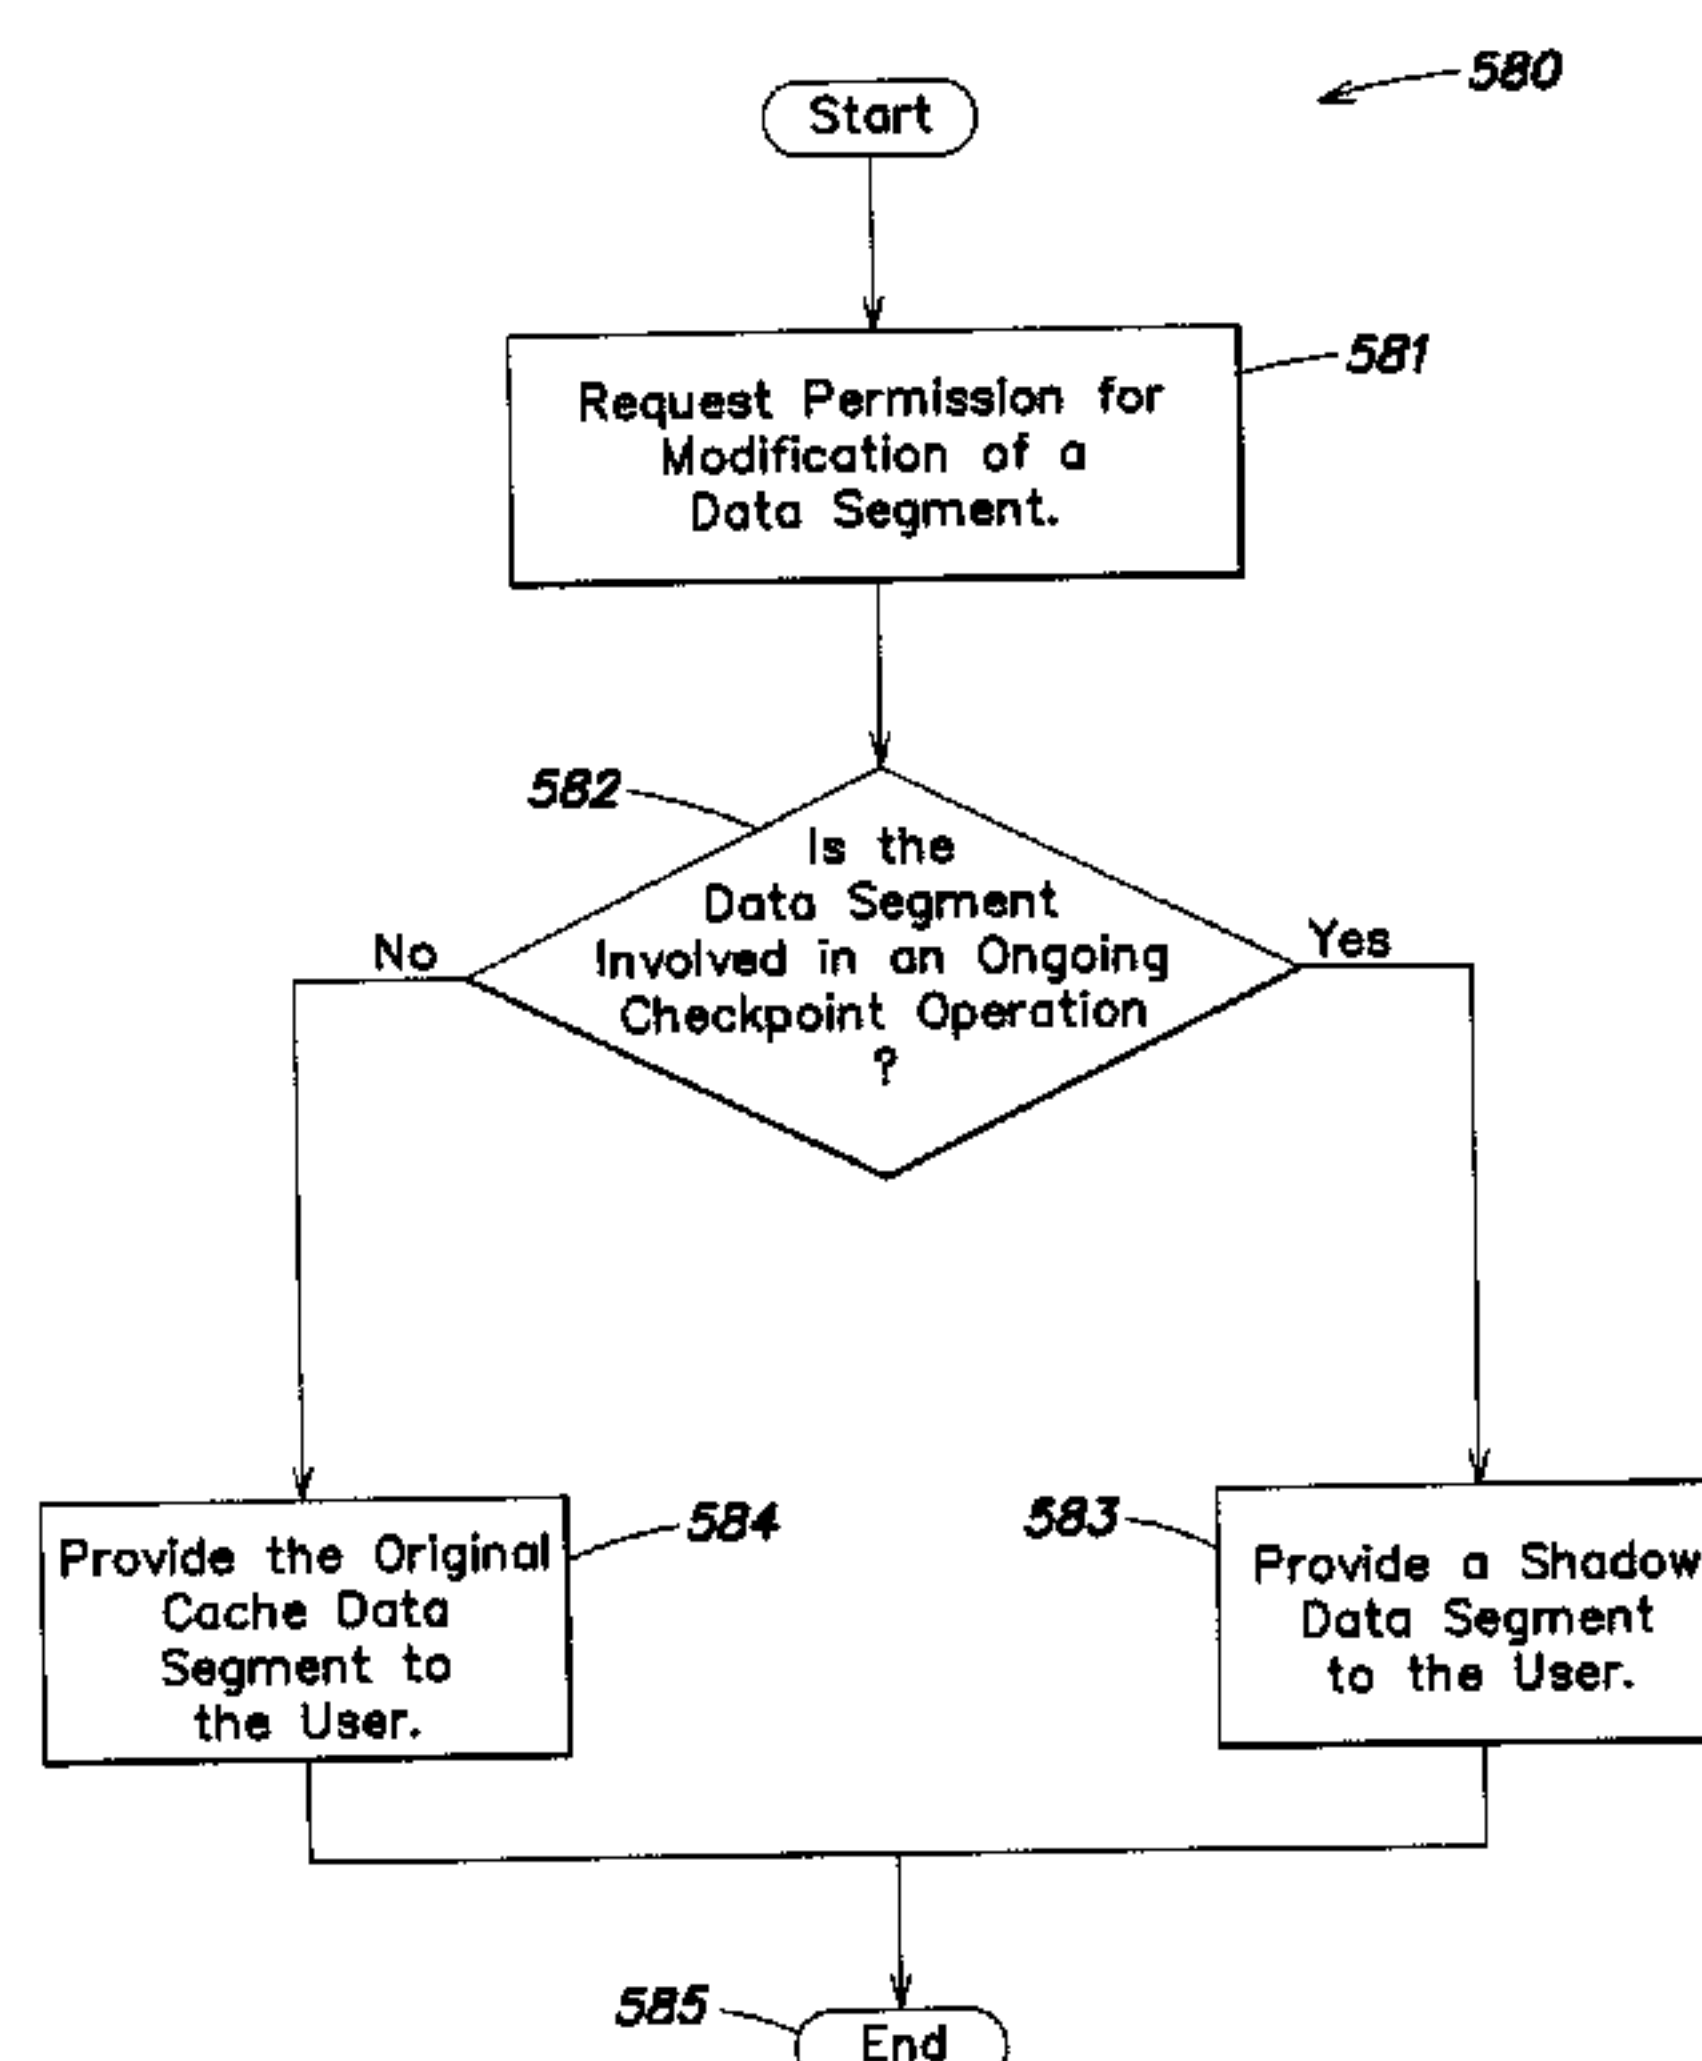 580
Start
581
Request Permission for
Modification of a
Data Segment.
582
Is the
Data Segment
Involved in an Ongoing
Checkpoint Operation
?
No
Yes
584
Provide the Original
Cache Data
Segment to
the User.
583
Provide a Shadow
Data Segment
to the User.
585
End